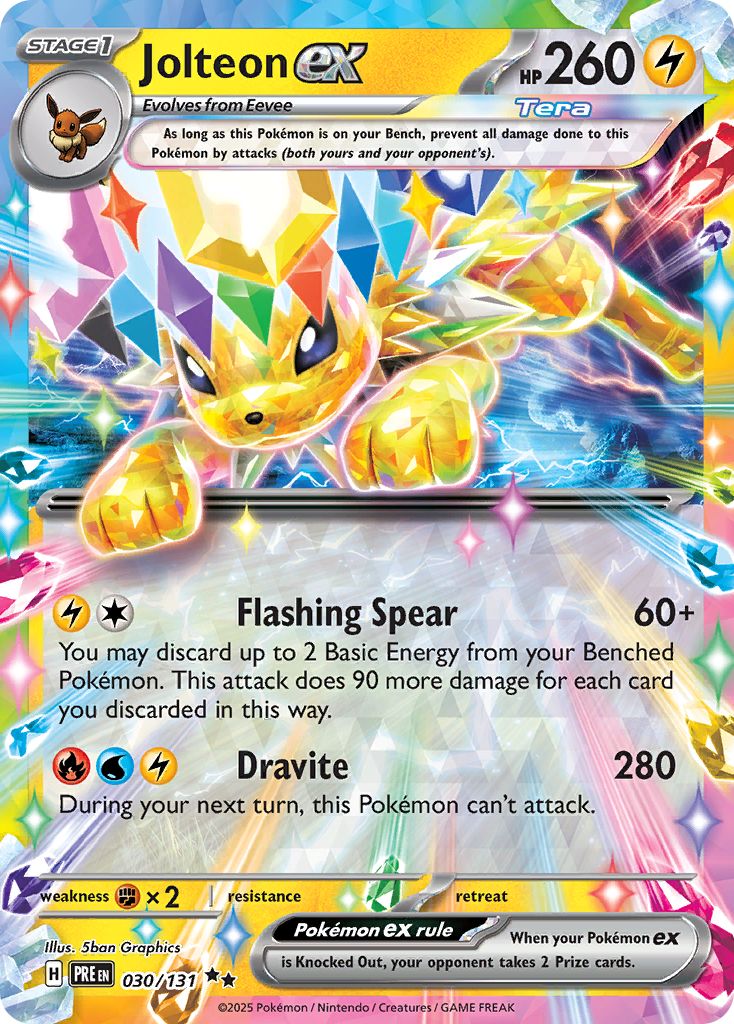 STAGE 1
Jolteon ex
HP 260
Evolves from Eevee
Tera
As long as this Pokémon is on your Bench, prevent all damage done to this
Pokémon by attacks (both yours and your opponent's).
Flashing Spear 60+
You may discard up to 2 Basic Energy from your Benched
Pokémon. This attack does 90 more damage for each card
you discarded in this way.
Dravite 280
During your next turn, this Pokémon can't attack.
weakness ×2 resistance retreat
Illus. 5ban Graphics
Pokémon ex rule
When your Pokémon ex
is Knocked Out, your opponent takes 2 Prize cards.
H PRE EN 030/131
©2025 Pokémon / Nintendo / Creatures / GAME FREAK